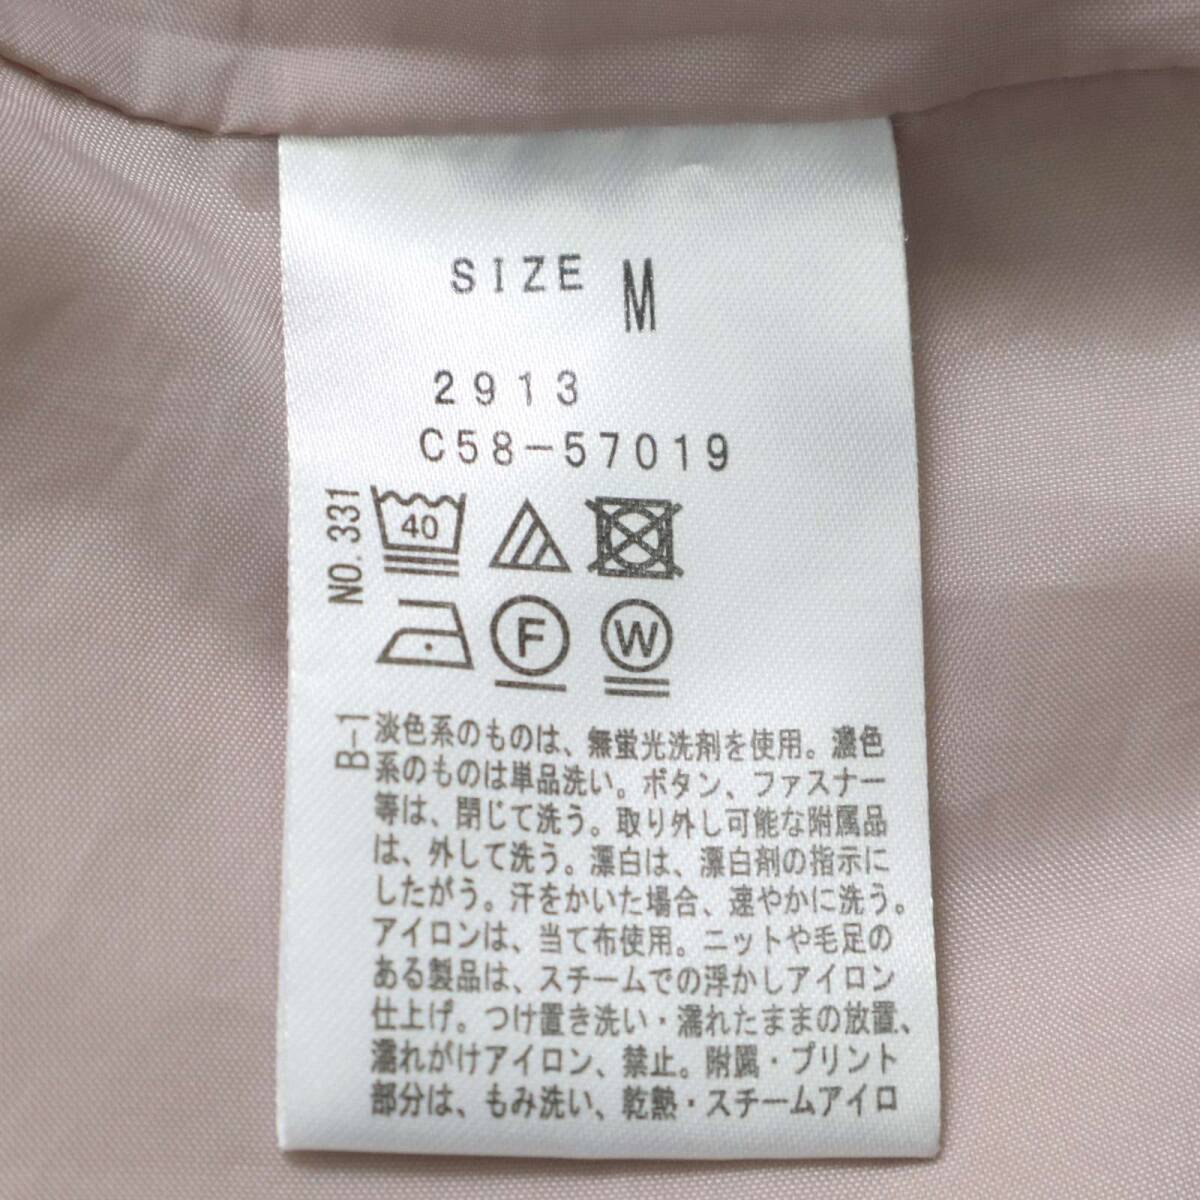 SIZE M
2913
C58-57019
NO.331
40
F
W
B-1
淡色系のものは、無蛍光洗剤を使用。濃色
系のものは単品洗い。ボタン、ファスナー
等は、閉じて洗う。取り外し可能な附属品
は、外して洗う。漂白は、漂白剤の指示に
したがう。汗をかいた場合、速やかに洗う。
アイロンは、当て布使用。ニットや毛足の
ある製品は、スチームでの浮かしアイロン
仕上げ。つけ置き洗い・濡れたままの放置、
濡れがけアイロン、禁止。附属・プリント
部分は、もみ洗い、乾熱・スチームアイロ